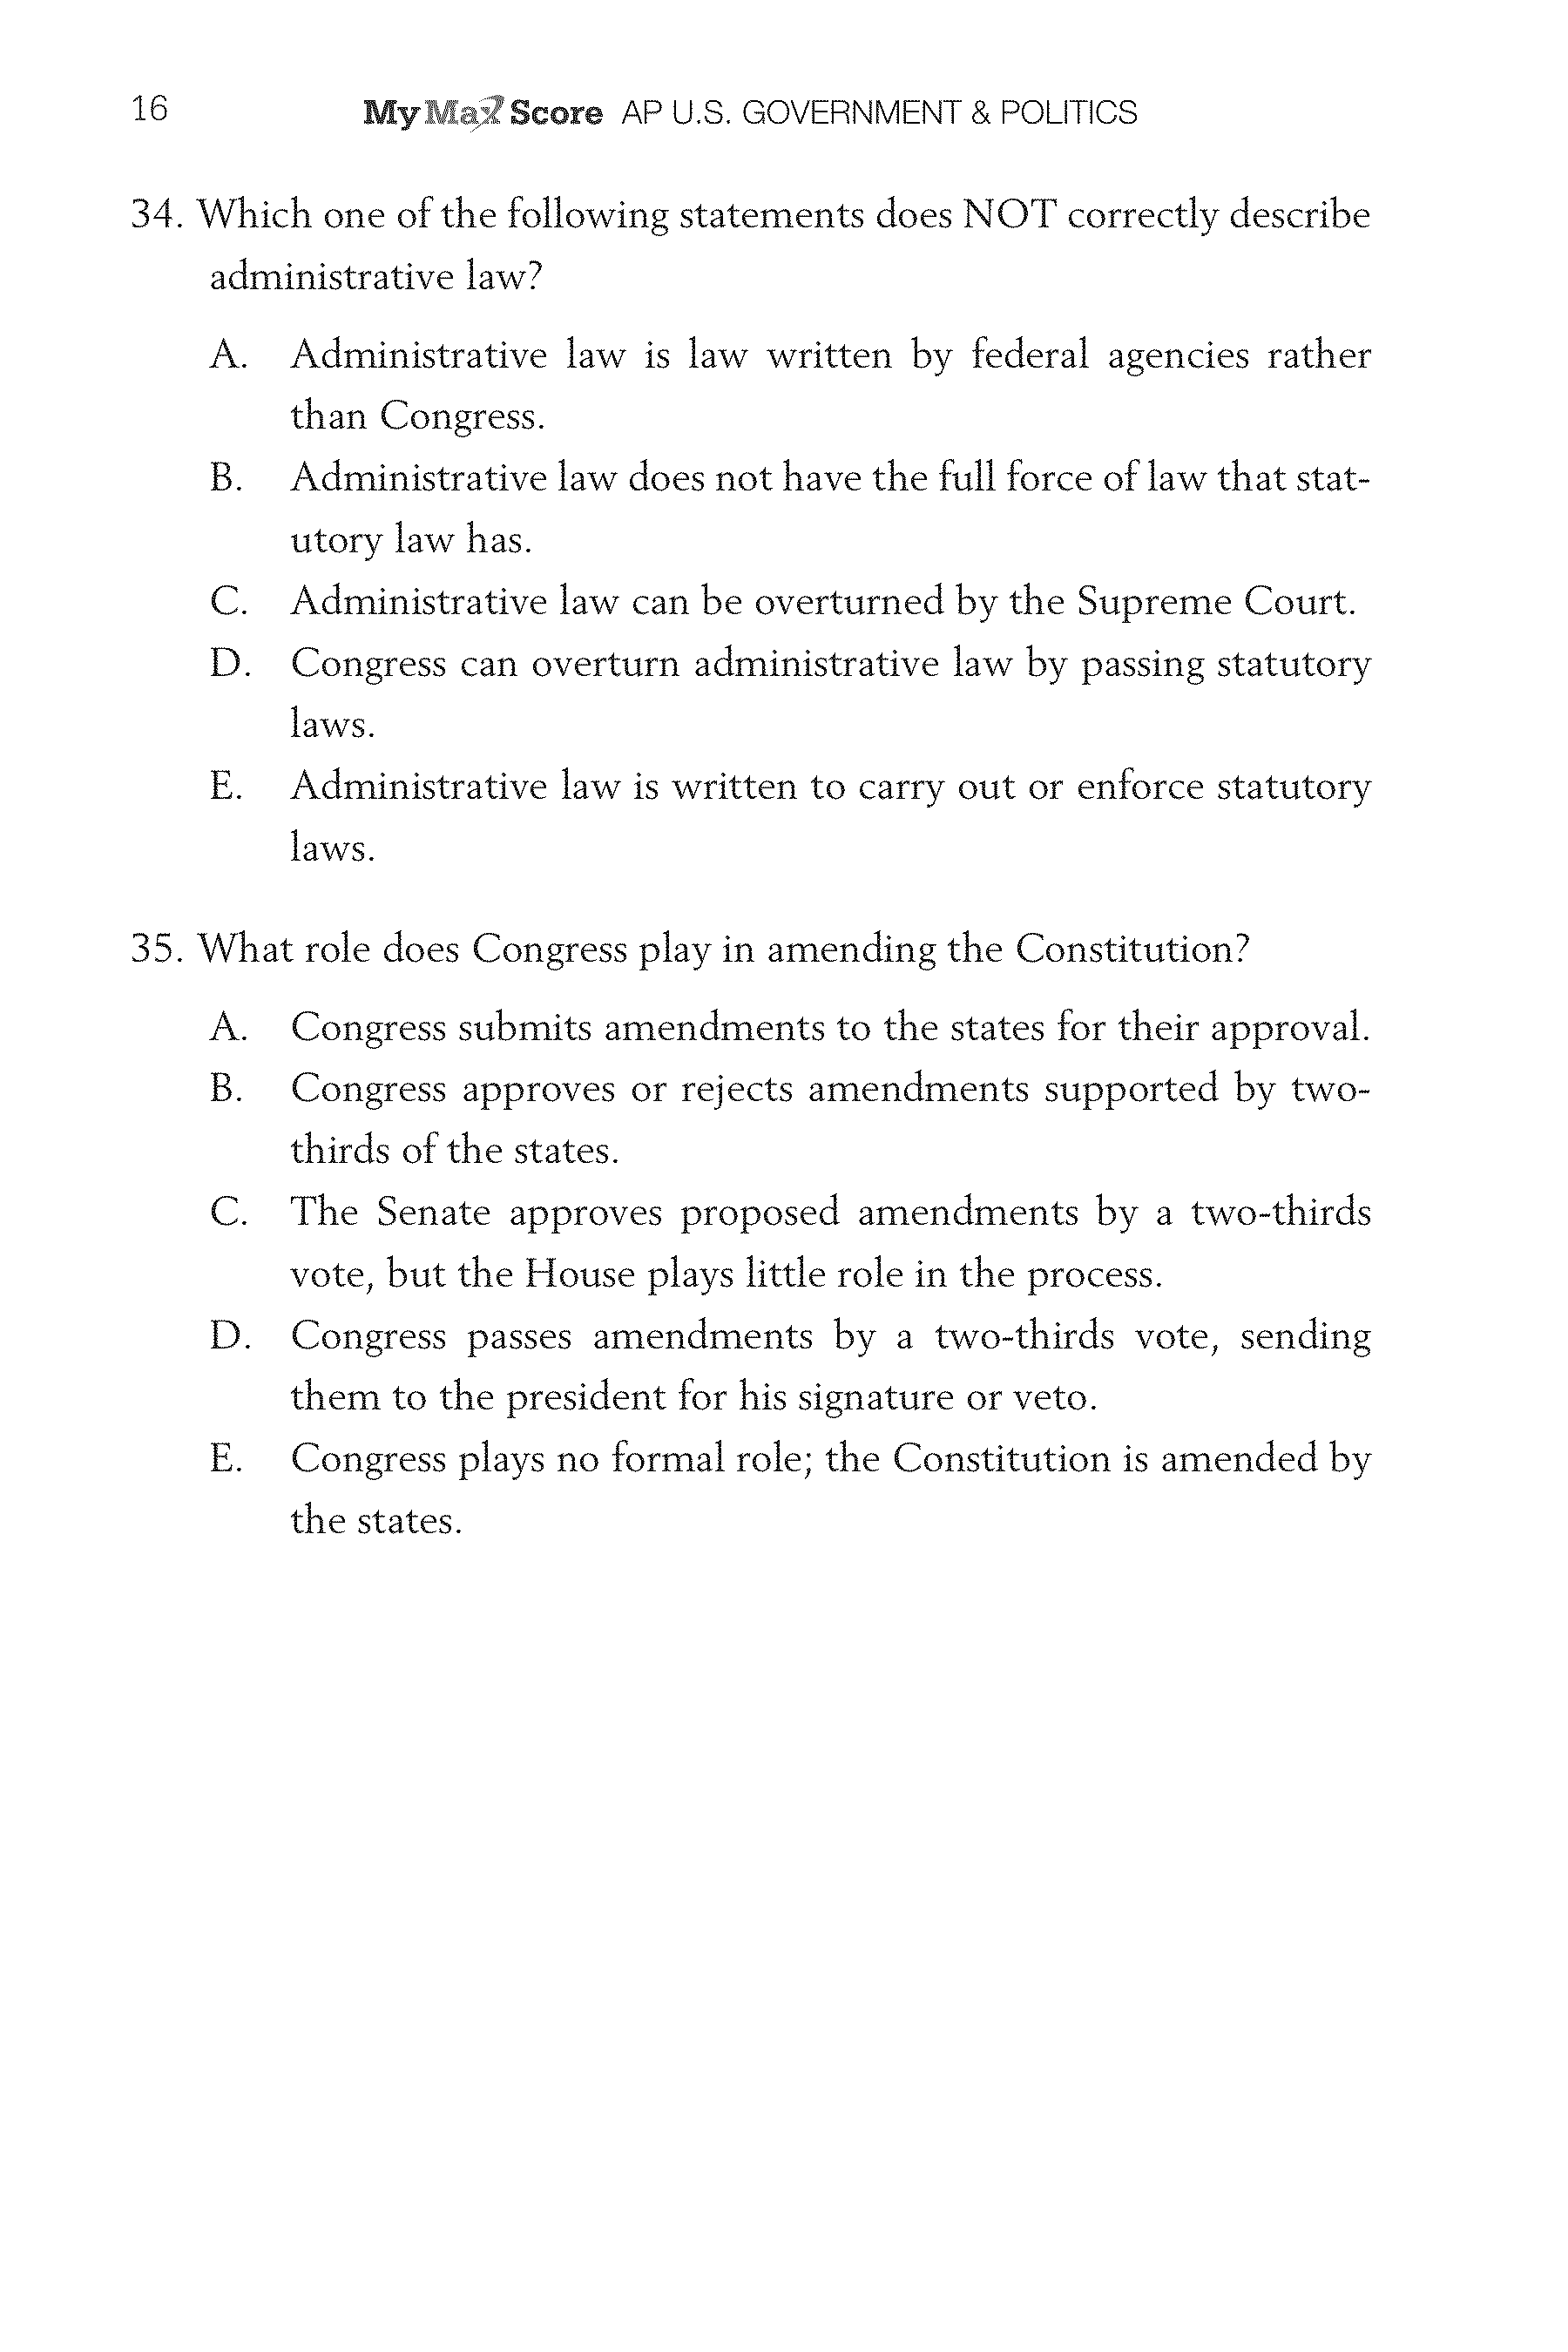 16 My Max Score AP U.S. GOVERNMENT & POLITICS
34. Which one of the following statements does NOT correctly describe
administrative law?
A. Administrative law is law written by federal agencies rather
than Congress.
B. Administrative law does not have the full force of law that stat-
utory law has.
C. Administrative law can be overturned by the Supreme Court.
D. Congress can overturn administrative law by passing statutory
laws.
E. Administrative law is written to carry out or enforce statutory
laws.
35. What role does Congress play in amending the Constitution?
A. Congress submits amendments to the states for their approval.
B. Congress approves or rejects amendments supported by two-
thirds of the states.
C. The Senate approves proposed amendments by a two-thirds
vote, but the House plays little role in the process.
D. Congress passes amendments by a two-thirds vote, sending
them to the president for his signature or veto.
E. Congress plays no formal role; the Constitution is amended by
the states.